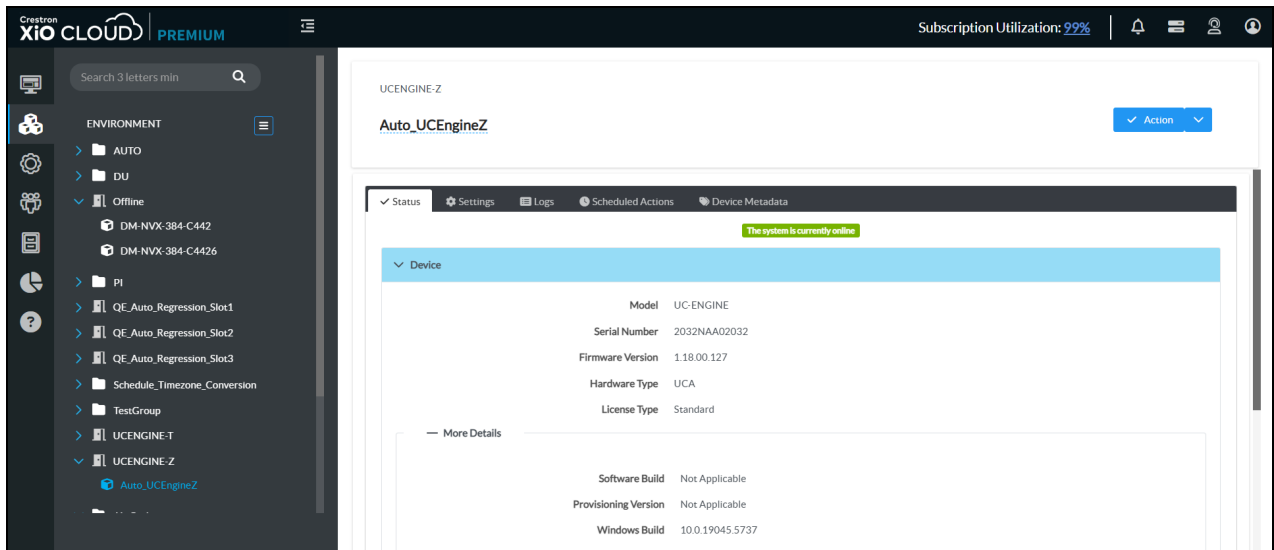 Crestron
XiO CLOUD | PREMIUM
Subscription Utilization: 99%
Search 3 letters min
ENVIRONMENT
AUTO
DU
Offline
DM-NVX-384-C442
DM-NVX-384-C4426
PI
QE_Auto_Regression_Slot1
QE_Auto_Regression_Slot2
QE_Auto_Regression_Slot3
Schedule_Timezone_Conversion
TestGroup
UCENGINE-T
UCENGINE-Z
Auto_UCEngineZ
UCENGINE-Z
Auto_UCEngineZ
Action
Status Settings Logs Scheduled Actions Device Metadata
The system is currently online
Device
Model UC-ENGINE
Serial Number 2032NAA02032
Firmware Version 1.18.00.127
Hardware Type UCA
License Type Standard
More Details
Software Build Not Applicable
Provisioning Version Not Applicable
Windows Build 10.0.19045.5737